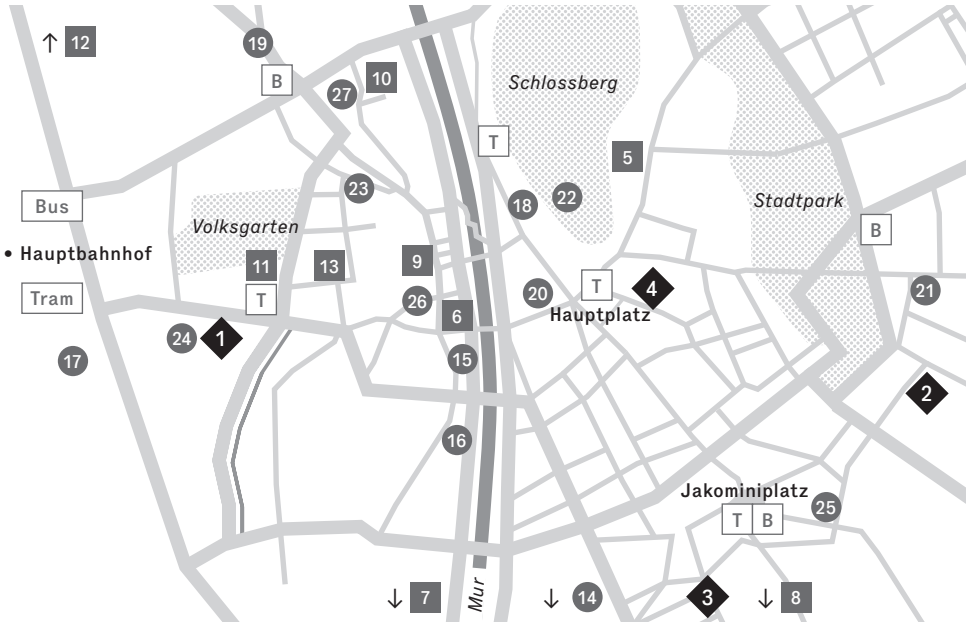 ↑ 12
19
B
27
10
Schlossberg
T
5
Bus
23
18
22
Stadtpark
Volksgarten
B
• Hauptbahnhof
11
13
9
Tram
T
26
20
T
4
21
6
Hauptplatz
24
1
17
15
2
16
Jakominiplatz
T B
25
↓ 7
Mur
↓ 14
3
↓ 8